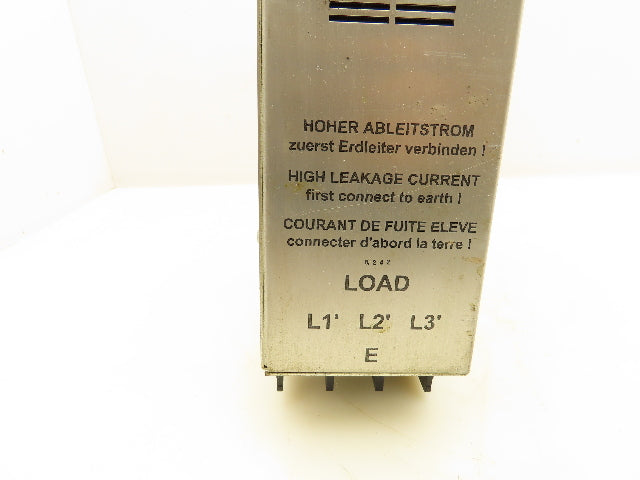 HOHER ABLEITSTROM
zuerst Erdleiter verbinden !
HIGH LEAKAGE CURRENT
first connect to earth !
COURANT DE FUITE ELEVE
connecter d'abord la terre !
LOAD
L1' L2' L3'
E